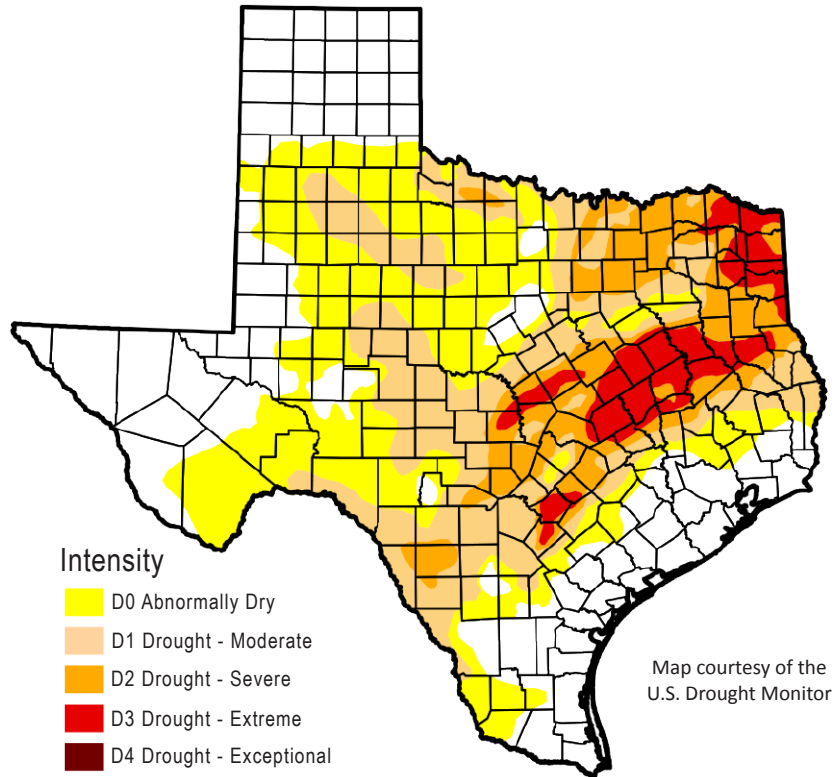 Intensity
D0 Abnormally Dry
D1 Drought - Moderate
D2 Drought - Severe
D3 Drought - Extreme
D4 Drought - Exceptional
Map courtesy of the
U.S. Drought Monitor